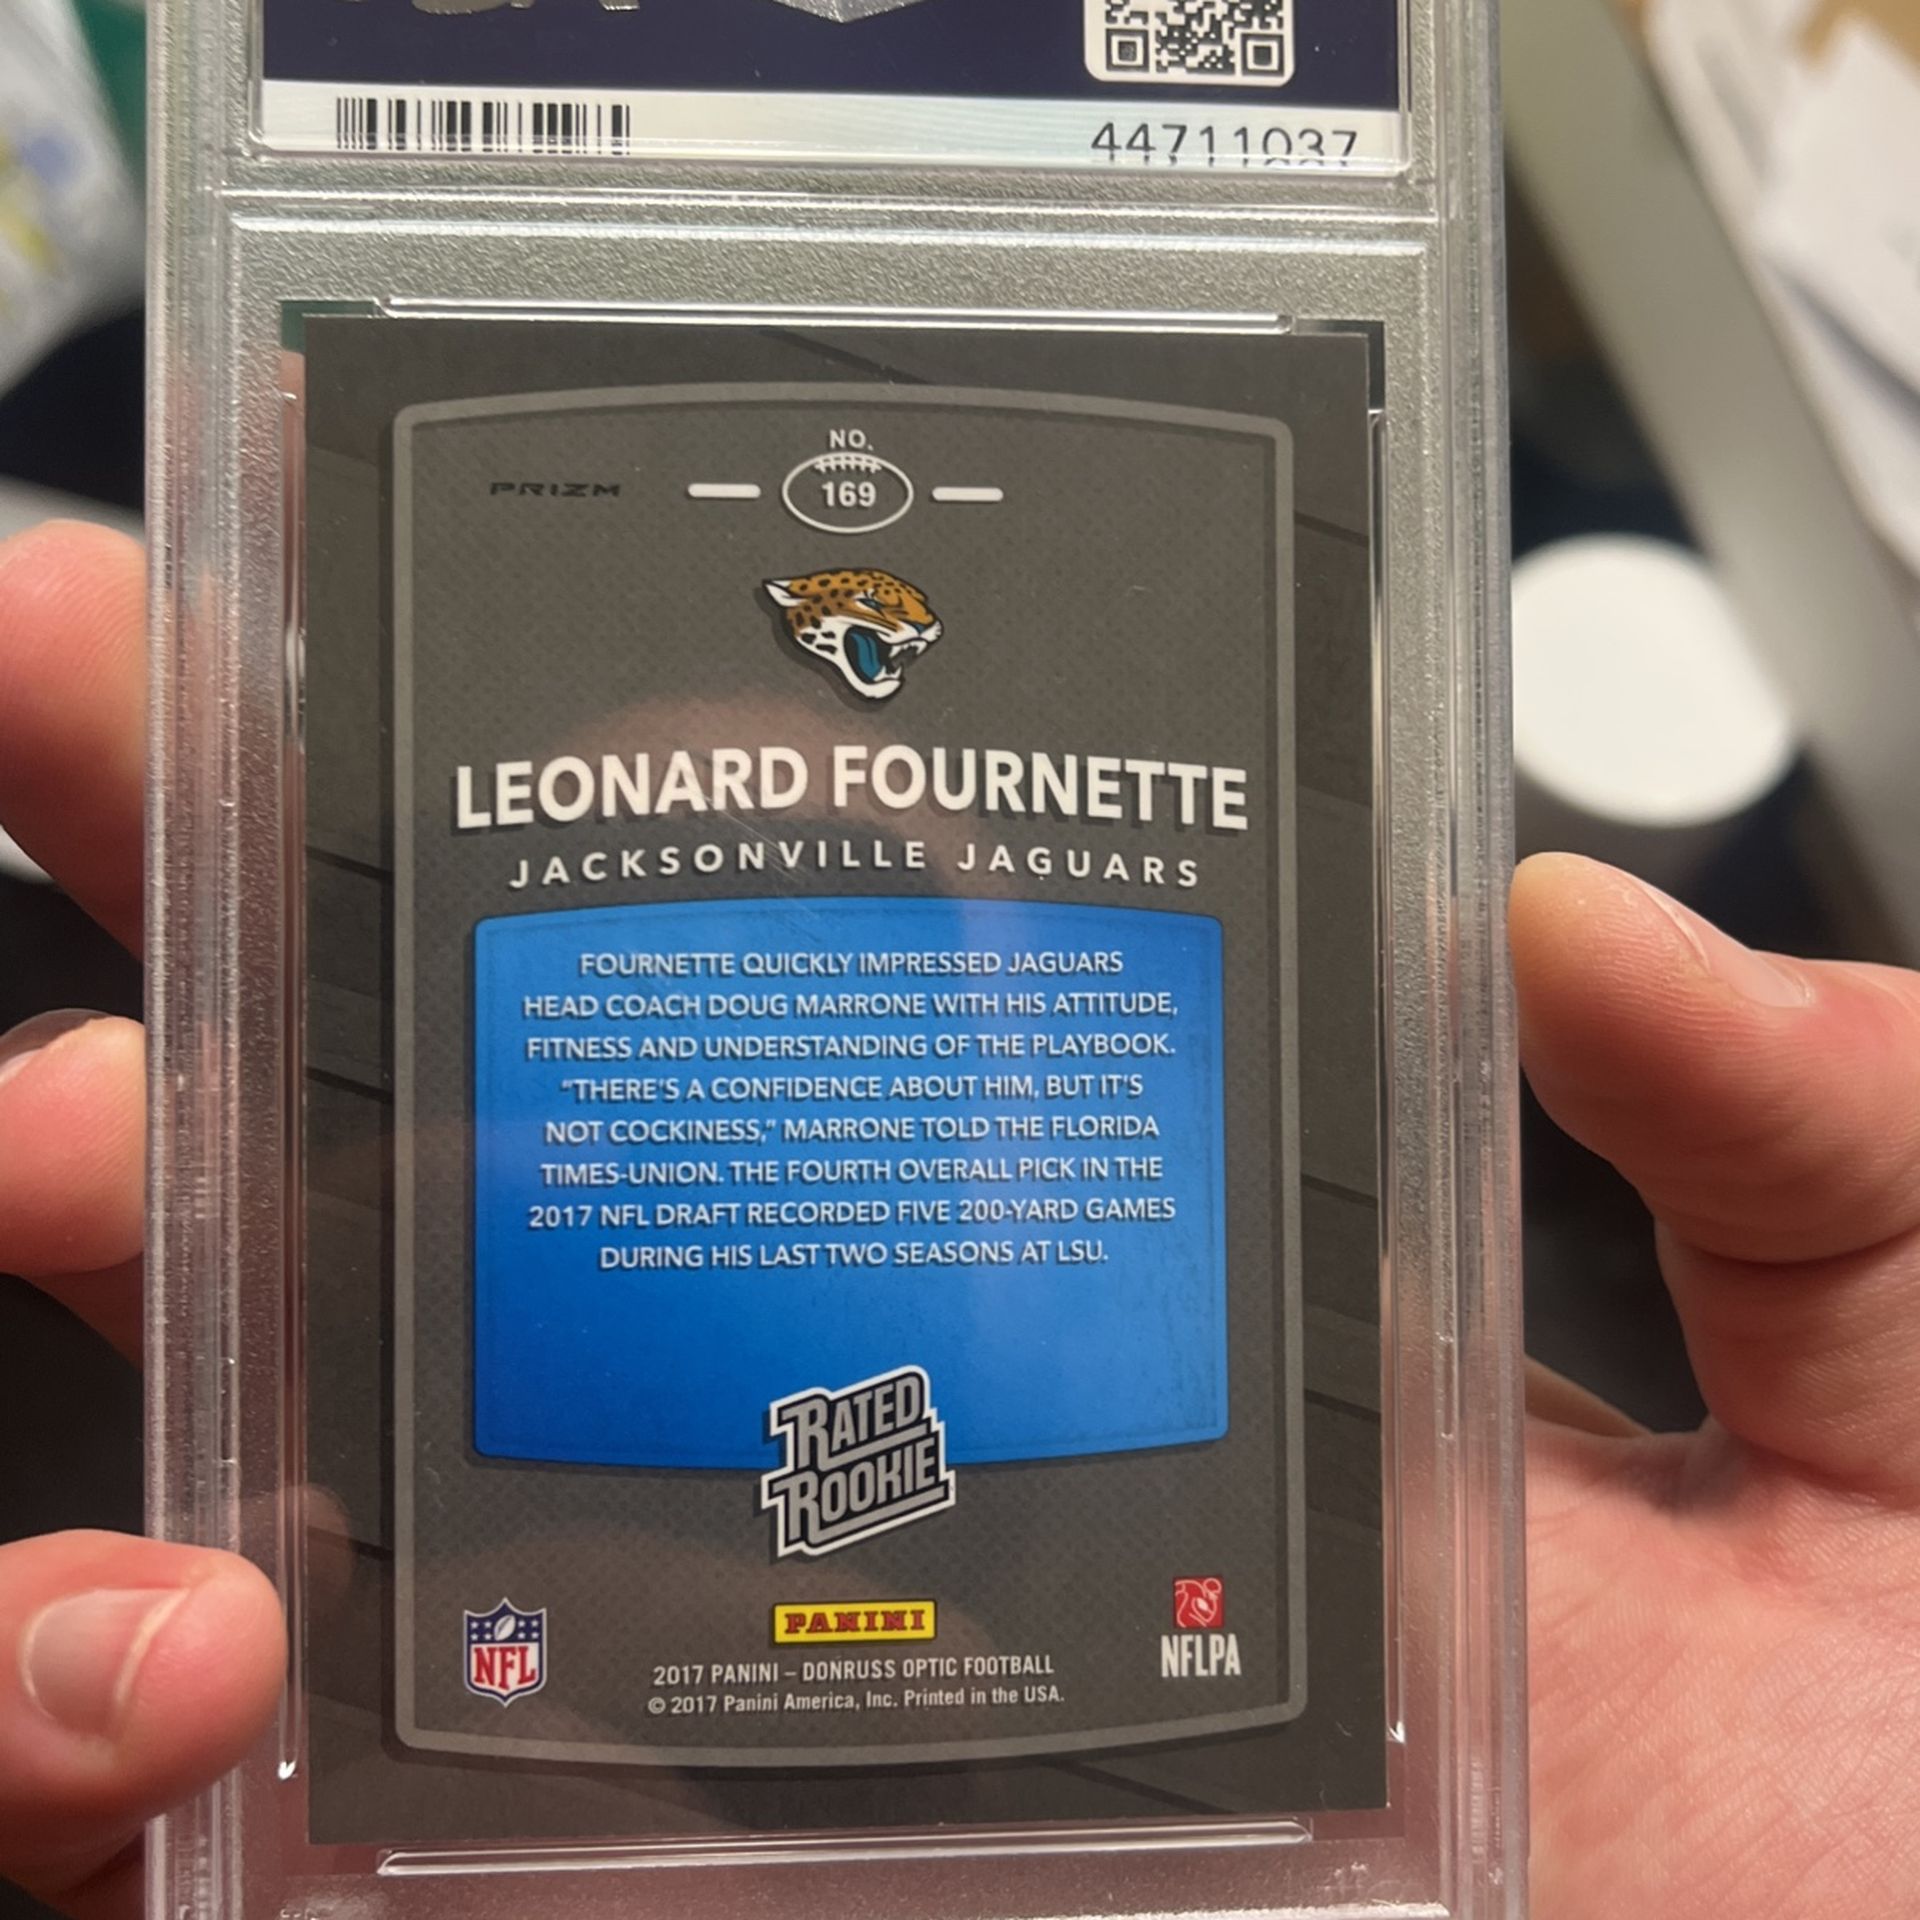 44711037
NO.
PRIZM
169
LEONARD FOURNETTE
JACKSONVILLE JAGUARS
FOURNETTE QUICKLY IMPRESSED JAGUARS
HEAD COACH DOUG MARRONE WITH HIS ATTITUDE,
FITNESS AND UNDERSTANDING OF THE PLAYBOOK.
"THERE'S A CONFIDENCE ABOUT HIM, BUT IT'S
NOT COCKINESS," MARRONE TOLD THE FLORIDA
TIMES-UNION. THE FOURTH OVERALL PICK IN THE
2017 NFL DRAFT RECORDED FIVE 200-YARD GAMES
DURING HIS LAST TWO SEASONS AT LSU.
RATED
ROOKIE
NFL
PANINI
NFLPA
2017 PANINI – DONRUSS OPTIC FOOTBALL
© 2017 Panini America, Inc. Printed in the USA.